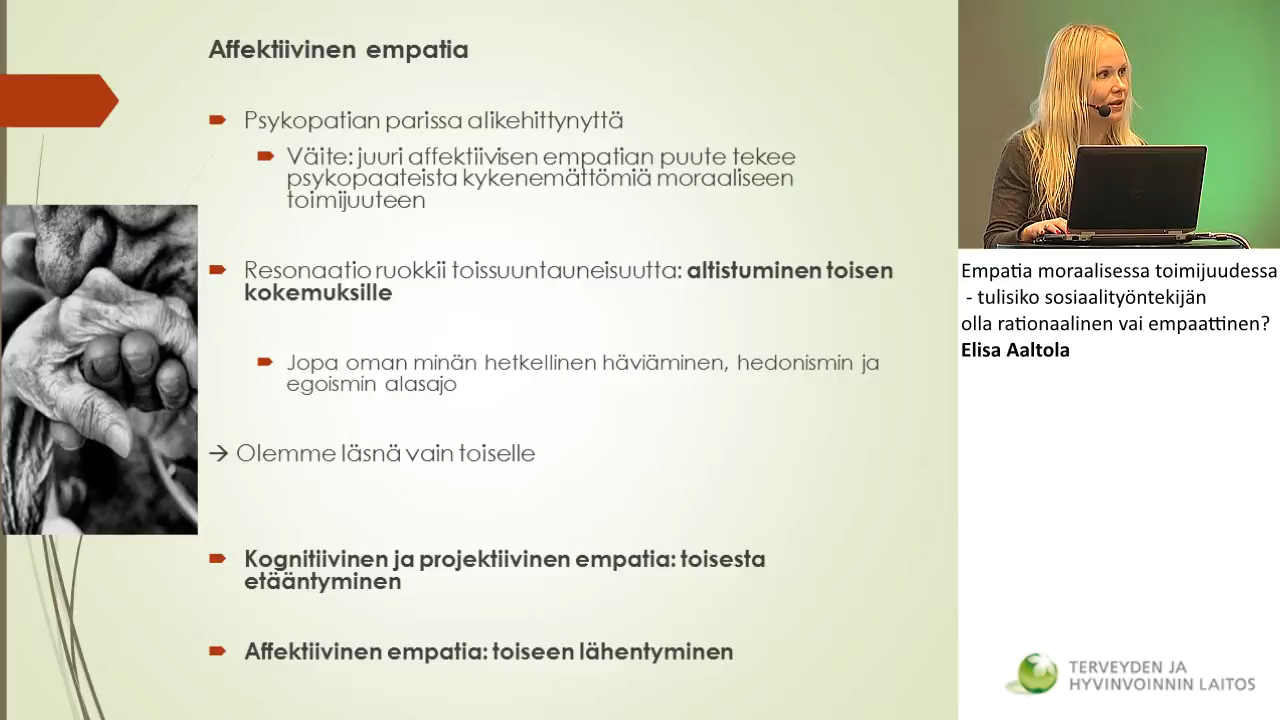 Affektiivinen empatia
Psykopatian parissa alikehittynyttä
Väite: juuri affektiivisen empatian puute tekee
psykopaateista kykenemättömiä moraaliseen
toimijuuteen
Resonaatio ruokkii toissuuntauneisuutta: altistuminen toisen
kokemuksille
Jopa oman minän hetkellinen häviäminen, hedonismin ja
egoismin alasajo
→ Olemme läsnä vain toiselle
Kognitiivinen ja projektiivinen empatia: toisesta
etääntyminen
Affektiivinen empatia: toiseen lähentyminen
Empatia moraalisessa toimijuudessa
- tulisiko sosiaalityöntekijän
olla rationaalinen vai empaattinen?
Elisa Aaltola
TERVEYDEN JA
HYVINVOINNIN LAITOS